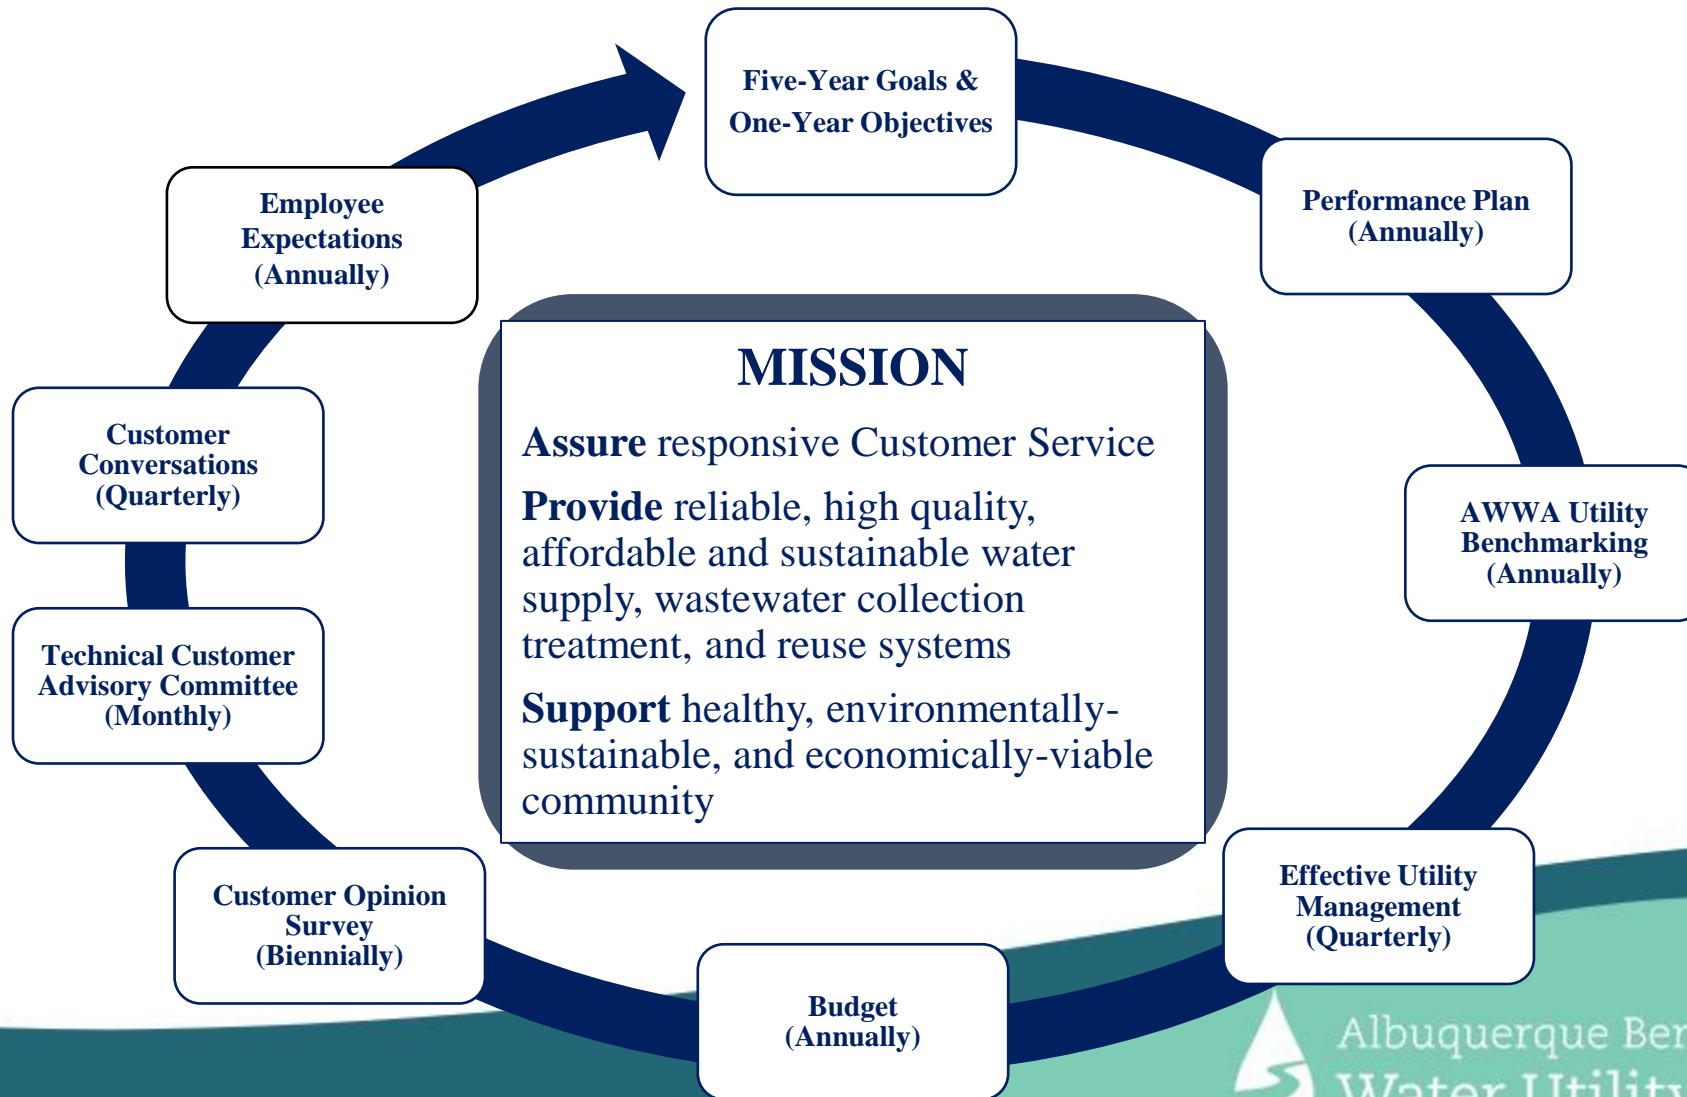 Five-Year Goals &
One-Year Objectives
Performance Plan
(Annually)
AWWA Utility
Benchmarking
(Annually)
Effective Utility
Management
(Quarterly)
Budget
(Annually)
Customer Opinion
Survey
(Biennially)
Technical Customer
Advisory Committee
(Monthly)
Customer
Conversations
(Quarterly)
Employee
Expectations
(Annually)
MISSION
Assure responsive Customer Service
Provide reliable, high quality,
affordable and sustainable water
supply, wastewater collection
treatment, and reuse systems
Support healthy, environmentally-
sustainable, and economically-viable
community
Albuquerque Ber
Water Utility